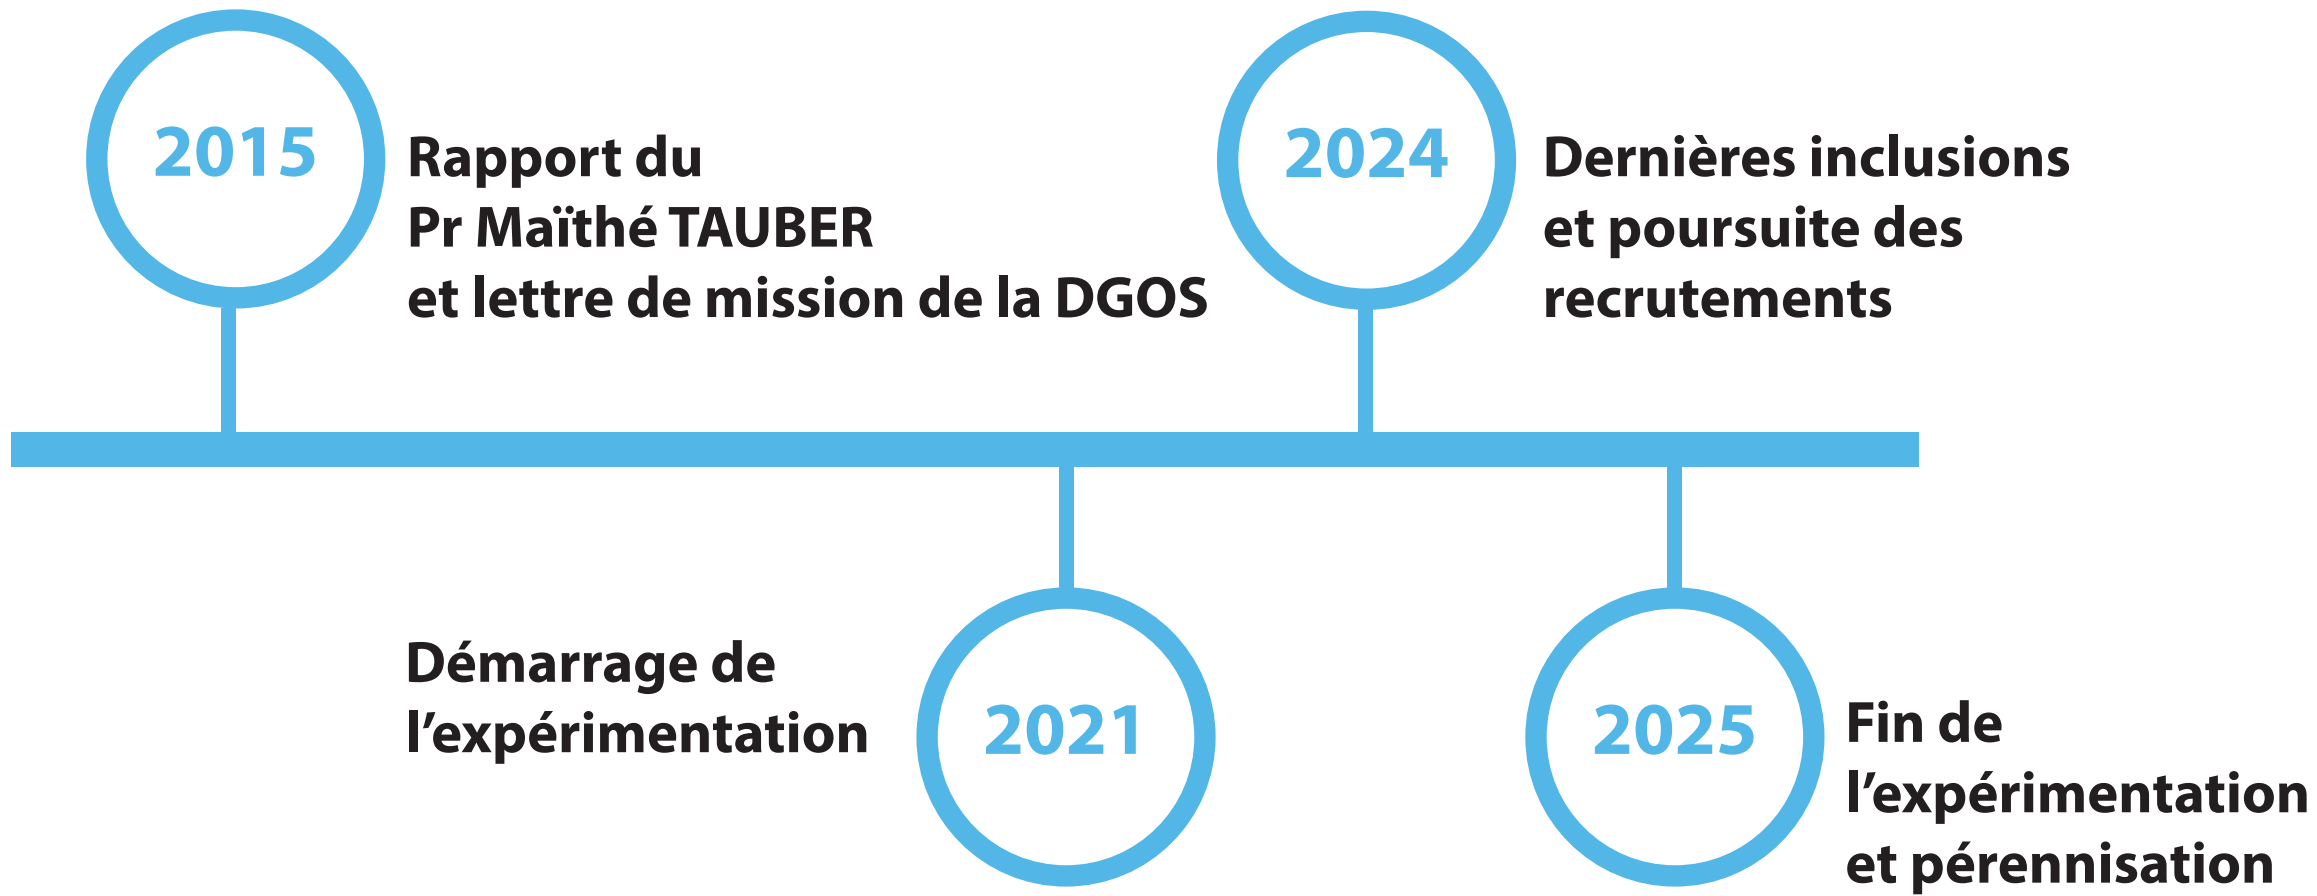 2015
Rapport du
Pr Maïthé TAUBER
et lettre de mission de la DGOS
2024
Dernières inclusions
et poursuite des
recrutements
Démarrage de
l’expérimentation
2021
2025
Fin de
l’expérimentation
et pérennisation